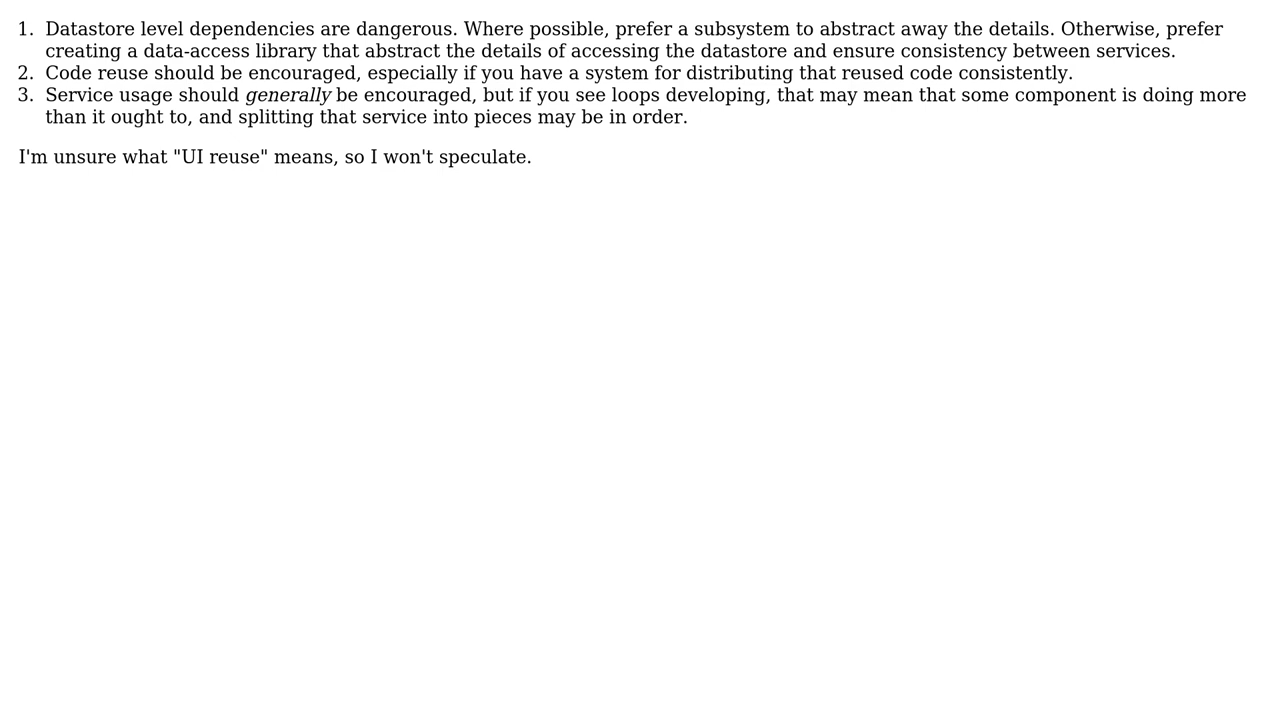 1. Datastore level dependencies are dangerous. Where possible, prefer a subsystem to abstract away the details. Otherwise, prefer
creating a data-access library that abstract the details of accessing the datastore and ensure consistency between services.
2. Code reuse should be encouraged, especially if you have a system for distributing that reused code consistently.
3. Service usage should generally be encouraged, but if you see loops developing, that may mean that some component is doing more
than it ought to, and splitting that service into pieces may be in order.
I'm unsure what "UI reuse" means, so I won't speculate.